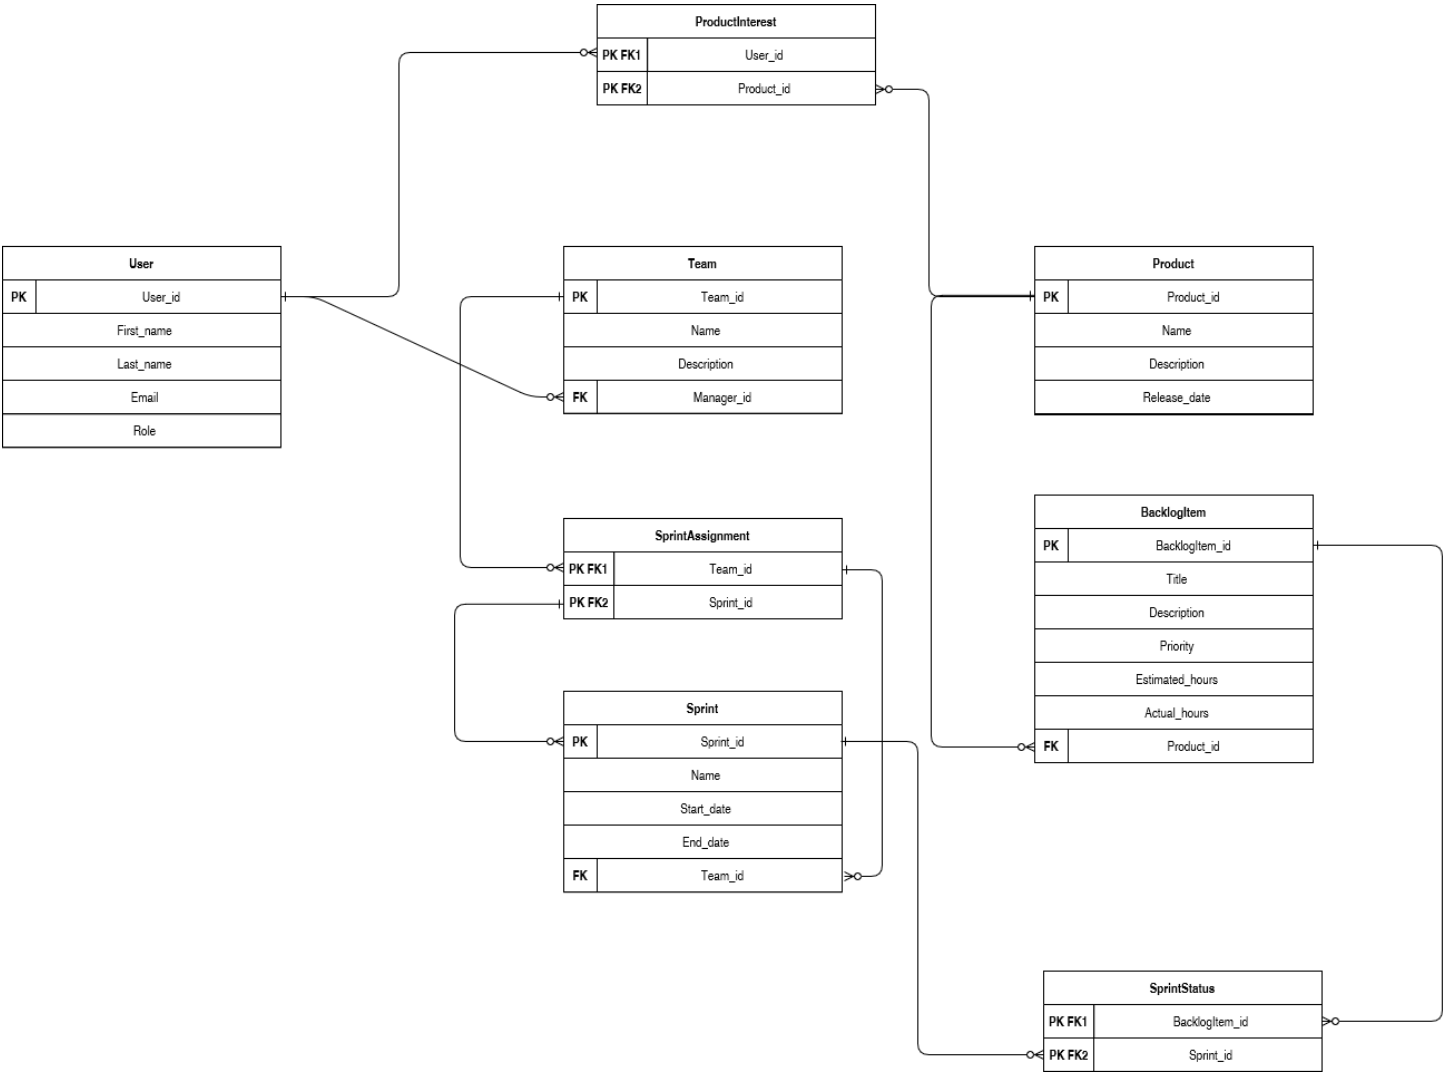 ProductInterest
PK FK1 User_id
PK FK2 Product_id
User
PK User_id
First_name
Last_name
Email
Role
Team
PK Team_id
Name
Description
FK Manager_id
Product
PK Product_id
Name
Description
Release_date
SprintAssignment
PK FK1 Team_id
PK FK2 Sprint_id
BacklogItem
PK BacklogItem_id
Title
Description
Priority
Estimated_hours
Actual_hours
FK Product_id
Sprint
PK Sprint_id
Name
Start_date
End_date
FK Team_id
SprintStatus
PK FK1 BacklogItem_id
PK FK2 Sprint_id